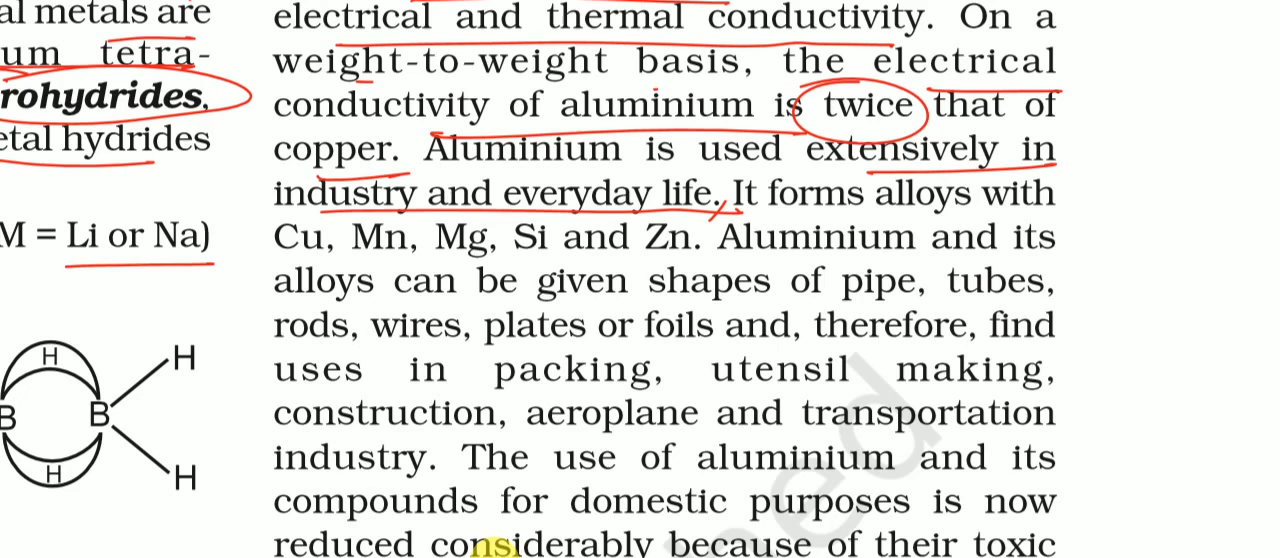 al metals are
um tetra-
rohydrides,
etal hydrides
M = Li or Na)
H
H
B
B
H
H
electrical and thermal conductivity. On a
weight-to-weight basis, the electrical
conductivity of aluminium is twice that of
copper. Aluminium is used extensively in
industry and everyday life. It forms alloys with
Cu, Mn, Mg, Si and Zn. Aluminium and its
alloys can be given shapes of pipe, tubes,
rods, wires, plates or foils and, therefore, find
uses in packing, utensil making,
construction, aeroplane and transportation
industry. The use of aluminium and its
compounds for domestic purposes is now
reduced considerably because of their toxic